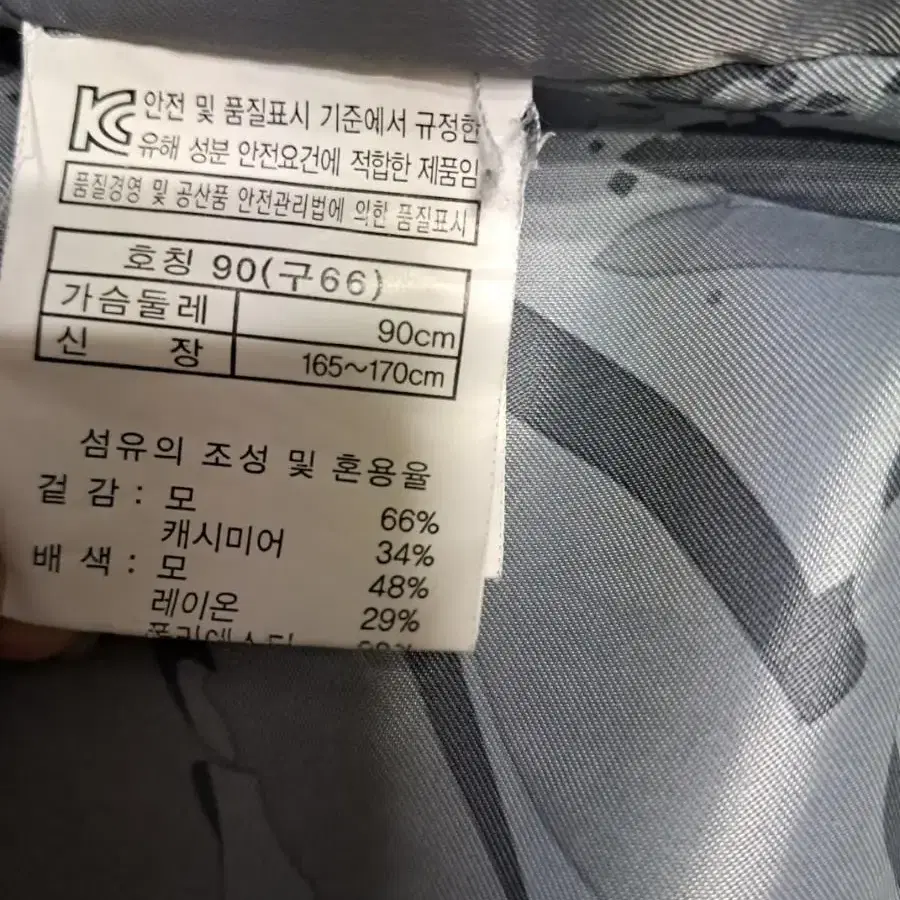 KC 안전 및 품질표시 기준에서 규정한
유해 성분 안전요건에 적합한 제품임
품질경영 및 공산품 안전관리법에 의한 품질표시
호칭 90(구66)
가슴둘레 90cm
신 장 165~170cm
섬유의 조성 및 혼용율
겉 감 : 모 66%
캐시미어 34%
배 색 : 모 48%
레이온 29%